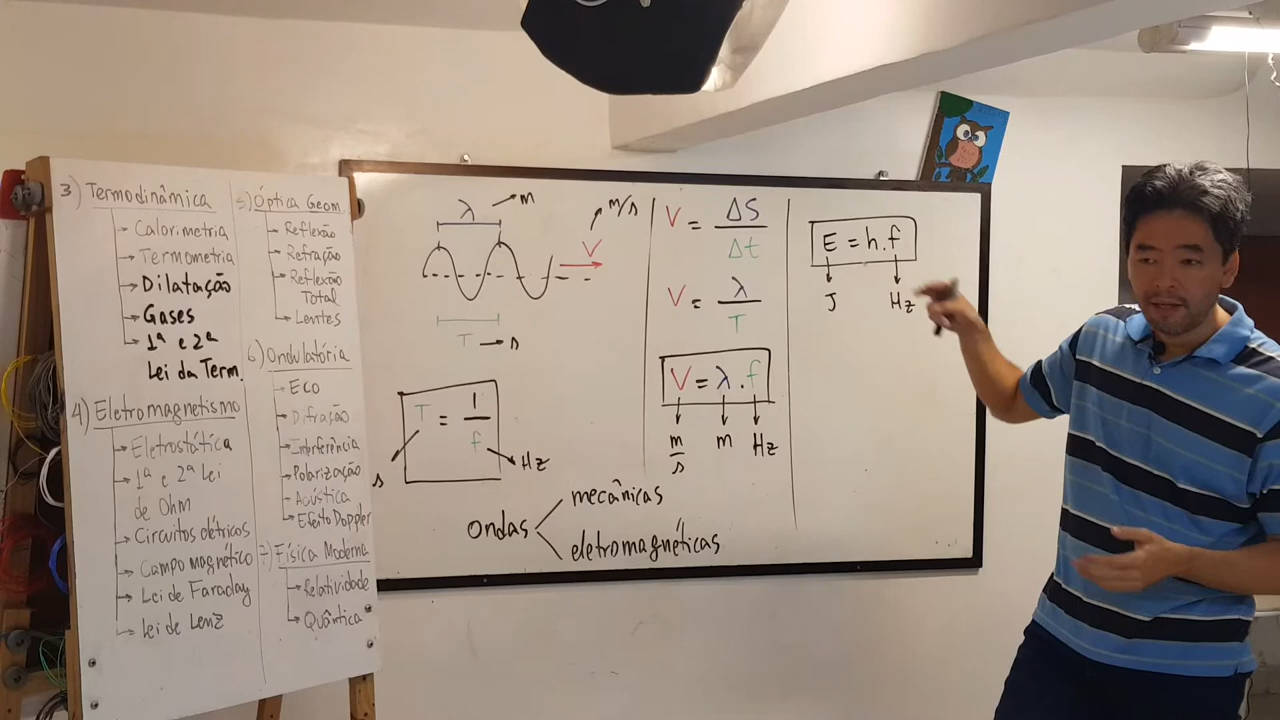 3) Termodinâmica
Calorimetria
Termometria
Dilatação
Gases
1ª e 2ª
Lei da Term.
4) Eletromagnetismo
Eletrostática
1ª e 2ª Lei
de Ohm
Circuitos elétricos
Campo magnético
Lei de Faraday
Lei de Lenz
5) Óptica Geom.
Reflexão
Refração
Reflexão
Total
Lentes
6) Ondulatória
Eco
Difração
Interferência
Polarização
Acústica
Efeito Doppler
7) Física Moderna
Relatividade
Quântica
λ → m
m/s
V
T → s
T = 1/f
s
Hz
ondas
mecânicas
eletromagnéticas
V = ΔS/Δt
V = λ/T
V = λ.f
m/s m Hz
E = h.f
J Hz